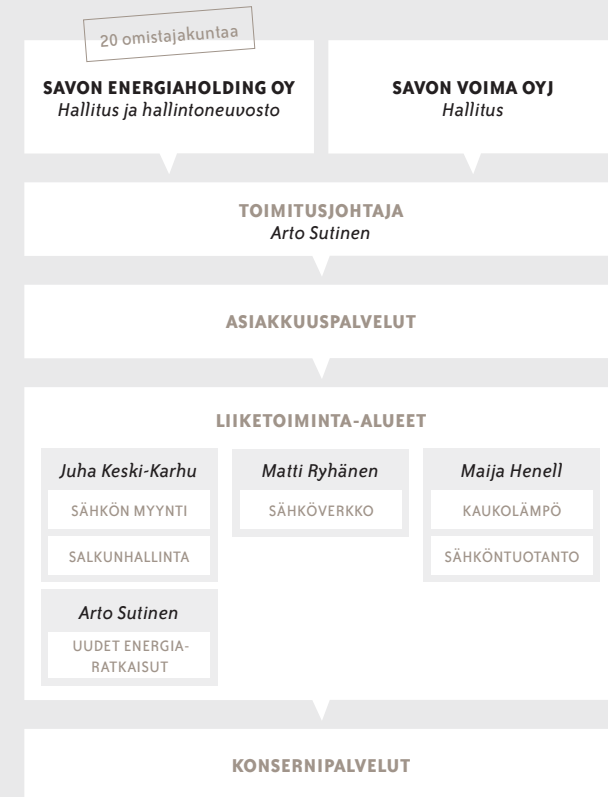 20 omistajakuntaa
SAVON ENERGIAHOLDING OY
Hallitus ja hallintoneuvosto
SAVON VOIMA OYJ
Hallitus
TOIMITUSJOHTAJA
Arto Sutinen
ASIAKKUUSPALVELUT
LIIKETOIMINTA-ALUEET
Juha Keski-Karhu
SÄHKÖN MYYNTI
SALKUNHALLINTA
Matti Ryhänen
SÄHKÖVERKKO
Maija Henell
KAUKOLÄMPÖ
SÄHKÖNTUOTANTO
Arto Sutinen
UUDET ENERGIA-
RATKAISUT
KONSERNIPALVELUT